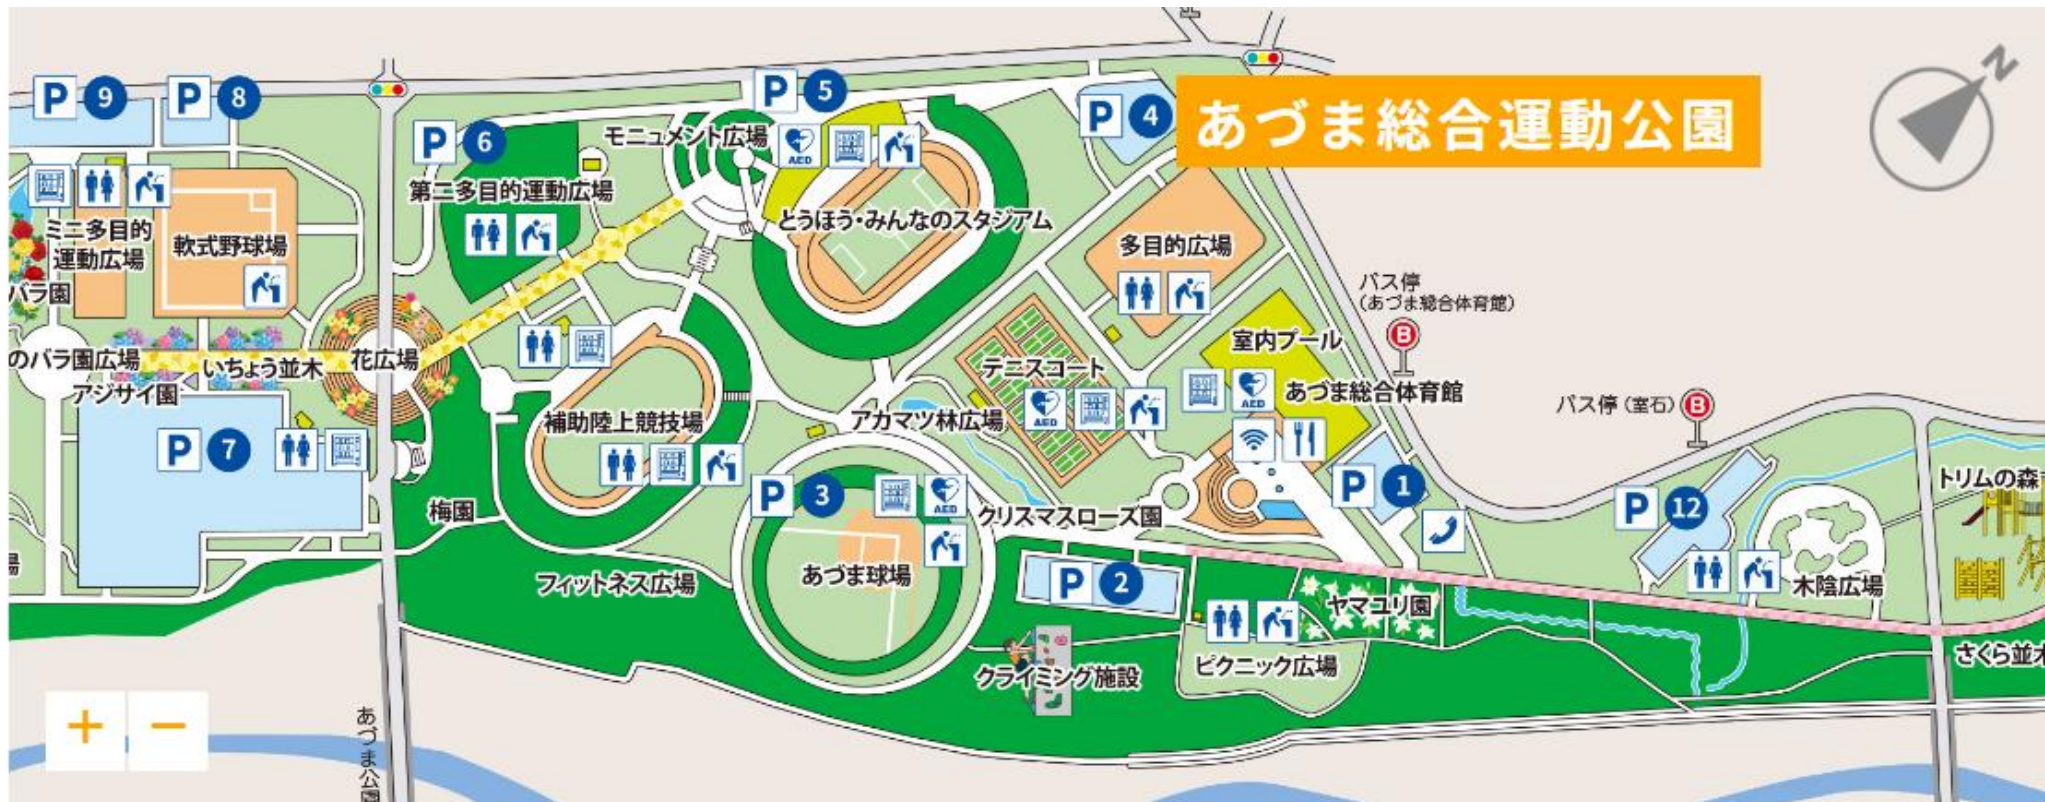 あづま総合運動公園
N
P 9
P 8
P 6
P 5
P 4
モニュメント広場
AED
第二多目的運動広場
とうほう・みんなのスタジアム
多目的広場
ミニ多目的
運動広場
軟式野球場
バラ園
バス停
(あづま総合体育館)
B
室内プール
のバラ園広場
いちょう並木
花広場
アジサイ園
テニスコート
AED
AED
あづま総合体育館
バス停(室石)
B
補助陸上競技場
アカマツ林広場
P 7
P 3
AED
P 1
P 12
トリムの森
梅園
クリスマスローズ園
場
フィットネス広場
あづま球場
P 2
ヤマユリ園
木陰広場
クライミング施設
ピクニック広場
さくら並木
+
−
あづま公園